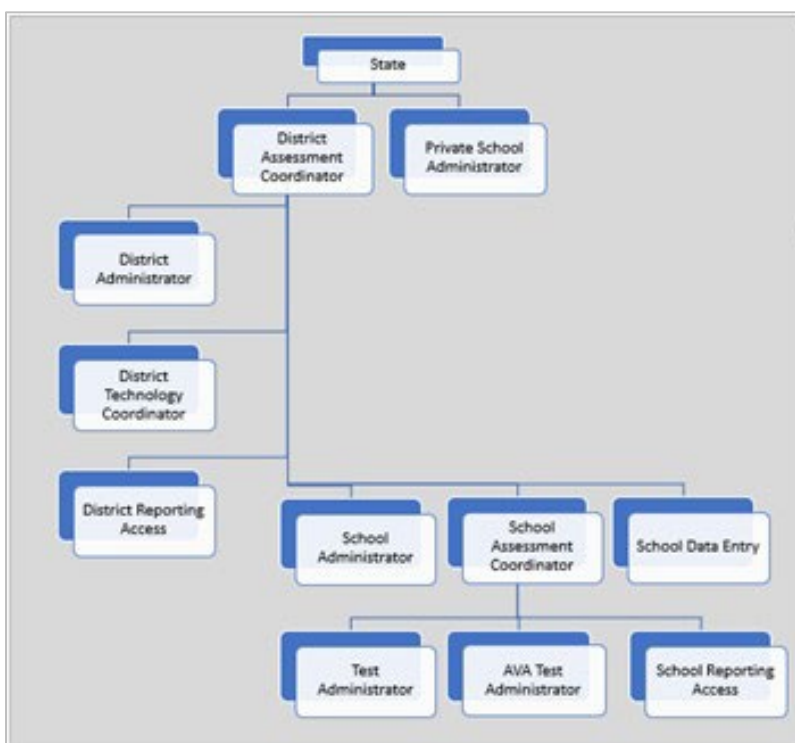 State
District
Assessment
Coordinator
Private School
Administrator
District
Administrator
District
Technology
Coordinator
District Reporting
Access
School
Administrator
School
Assessment
Coordinator
School Data Entry
Test
Administrator
AVA Test
Administrator
School Reporting
Access